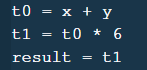 t0 = x + y
t1 = t0 * 6
result = t1